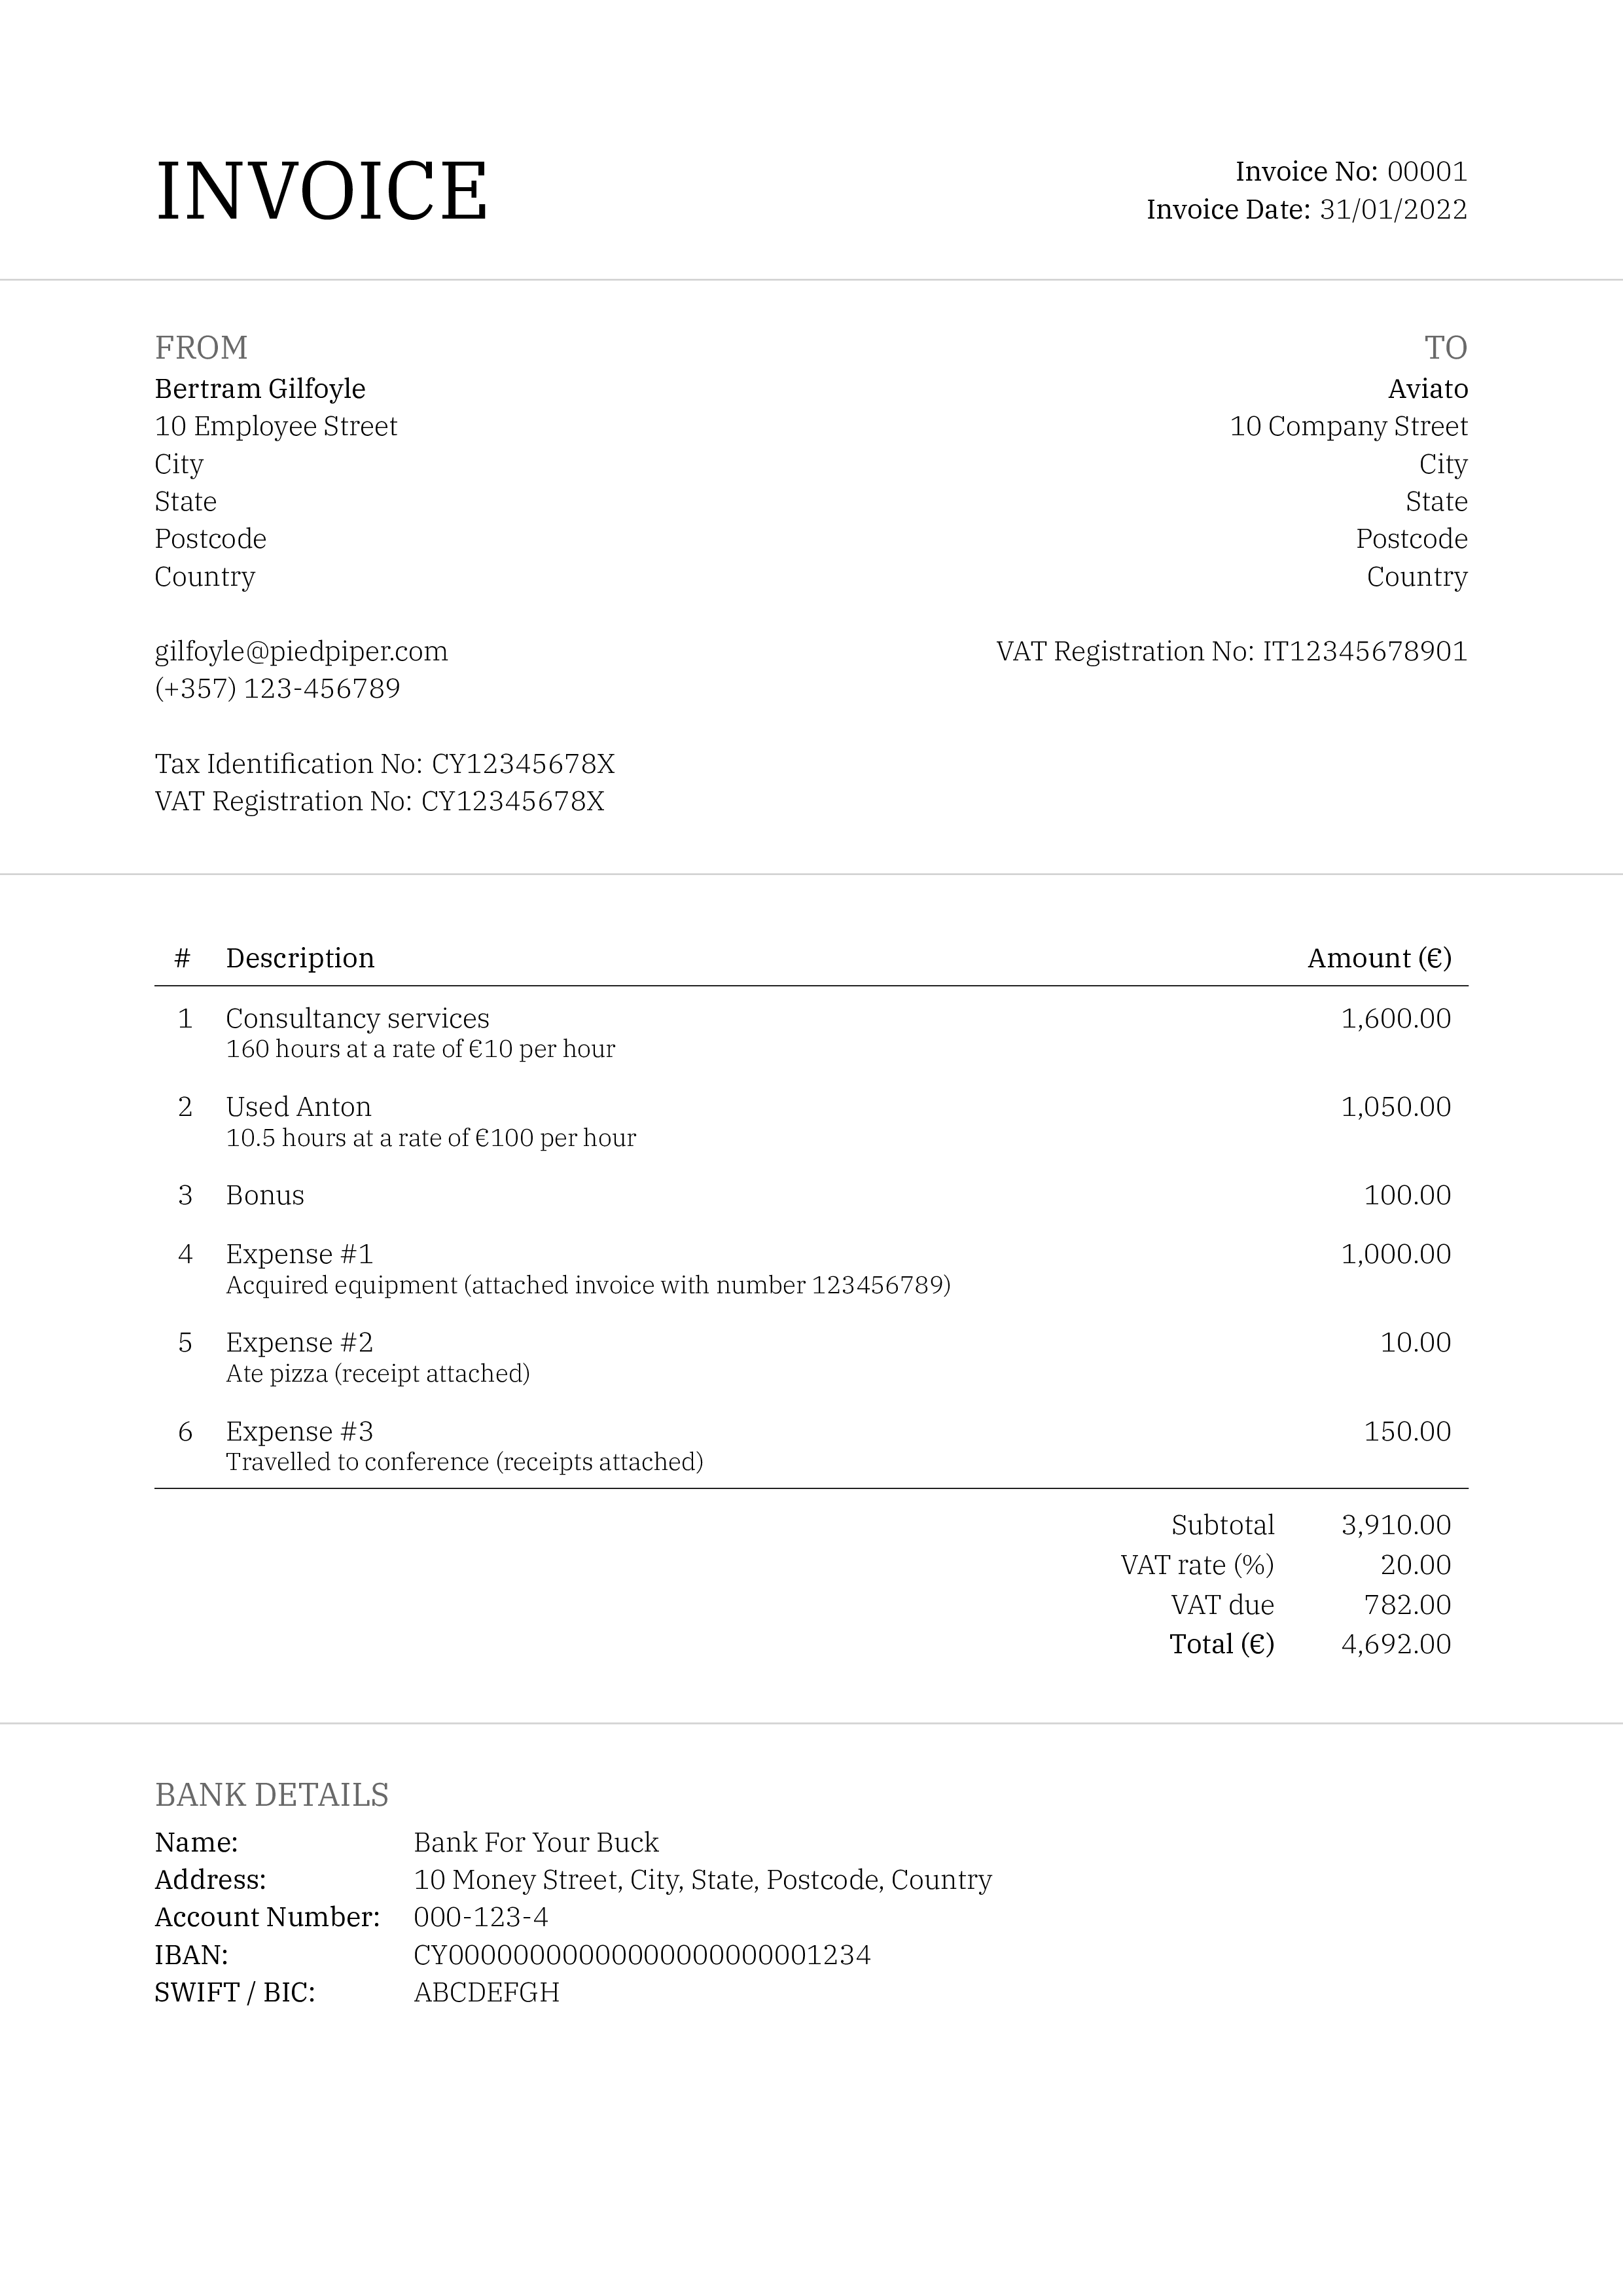 INVOICE
Invoice No: 00001
Invoice Date: 31/01/2022
FROM
Bertram Gilfoyle
10 Employee Street
City
State
Postcode
Country
gilfoyle@piedpiper.com
(+357) 123-456789
Tax Identification No: CY12345678X
VAT Registration No: CY12345678X
TO
Aviato
10 Company Street
City
State
Postcode
Country
VAT Registration No: IT12345678901
# Description Amount (€)
1 Consultancy services 1,600.00
160 hours at a rate of €10 per hour
2 Used Anton 1,050.00
10.5 hours at a rate of €100 per hour
3 Bonus 100.00
4 Expense #1 1,000.00
Acquired equipment (attached invoice with number 123456789)
5 Expense #2 10.00
Ate pizza (receipt attached)
6 Expense #3 150.00
Travelled to conference (receipts attached)
Subtotal 3,910.00
VAT rate (%) 20.00
VAT due 782.00
Total (€) 4,692.00
BANK DETAILS
Name: Bank For Your Buck
Address: 10 Money Street, City, State, Postcode, Country
Account Number: 000-123-4
IBAN: CY00000000000000000000001234
SWIFT / BIC: ABCDEFGH